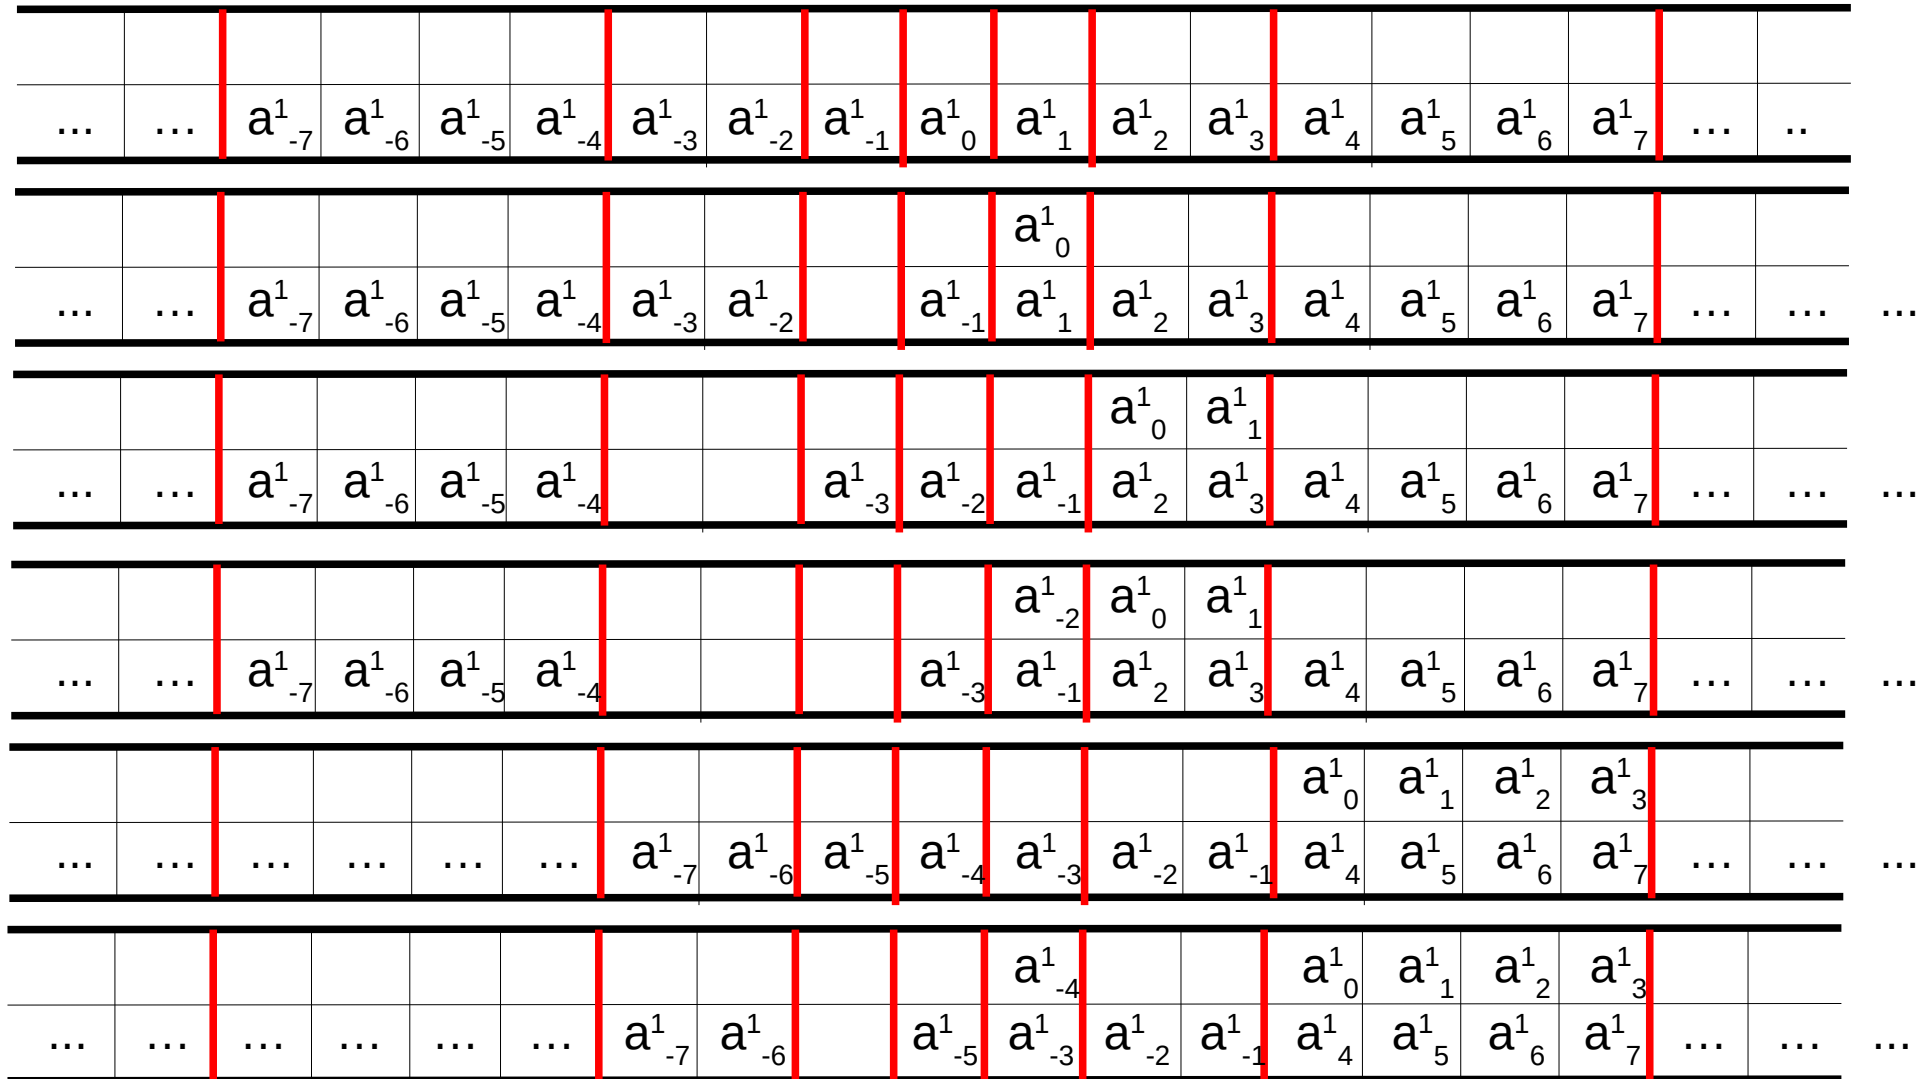 ... ... a¹₋₇ a¹₋₆ a¹₋₅ a¹₋₄ a¹₋₃ a¹₋₂ a¹₋₁ a¹₀ a¹₁ a¹₂ a¹₃ a¹₄ a¹₅ a¹₆ a¹₇ ... ..
a¹₀
... ... a¹₋₇ a¹₋₆ a¹₋₅ a¹₋₄ a¹₋₃ a¹₋₂ a¹₋₁ a¹₁ a¹₂ a¹₃ a¹₄ a¹₅ a¹₆ a¹₇ ... ... ...
a¹₀ a¹₁
... ... a¹₋₇ a¹₋₆ a¹₋₅ a¹₋₄ a¹₋₃ a¹₋₂ a¹₋₁ a¹₂ a¹₃ a¹₄ a¹₅ a¹₆ a¹₇ ... ... ...
a¹₋₂ a¹₀ a¹₁
... ... a¹₋₇ a¹₋₆ a¹₋₅ a¹₋₄ a¹₋₃ a¹₋₁ a¹₂ a¹₃ a¹₄ a¹₅ a¹₆ a¹₇ ... ... ...
a¹₀ a¹₁ a¹₂ a¹₃
... ... ... ... ... ... a¹₋₇ a¹₋₆ a¹₋₅ a¹₋₄ a¹₋₃ a¹₋₂ a¹₋₁ a¹₄ a¹₅ a¹₆ a¹₇ ... ... ...
a¹₋₄ a¹₀ a¹₁ a¹₂ a¹₃
... ... ... ... ... ... a¹₋₇ a¹₋₆ a¹₋₅ a¹₋₃ a¹₋₂ a¹₋₁ a¹₄ a¹₅ a¹₆ a¹₇ ... ... ...